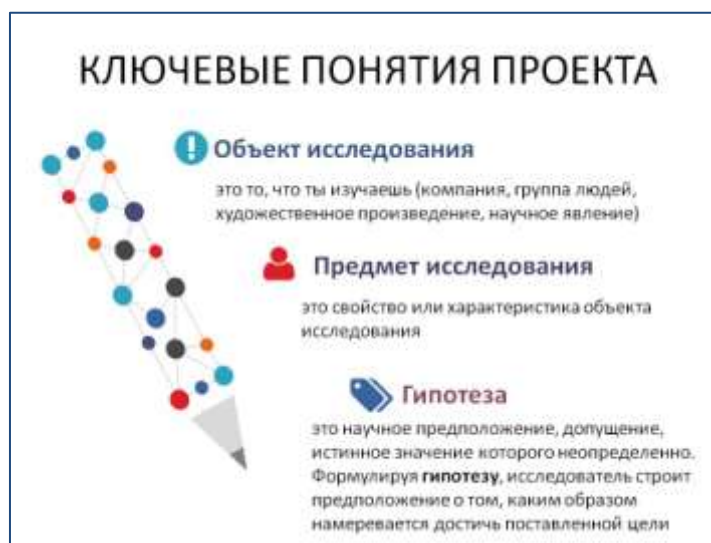 КЛЮЧЕВЫЕ ПОНЯТИЯ ПРОЕКТА
Объект исследования
это то, что ты изучаешь (компания, группа людей,
художественное произведение, научное явление)
Предмет исследования
это свойство или характеристика объекта
исследования
Гипотеза
это научное предположение, допущение,
истинное значение которого неопределенно.
Формулируя гипотезу, исследователь строит
предположение о том, каким образом
намеревается достичь поставленной цели